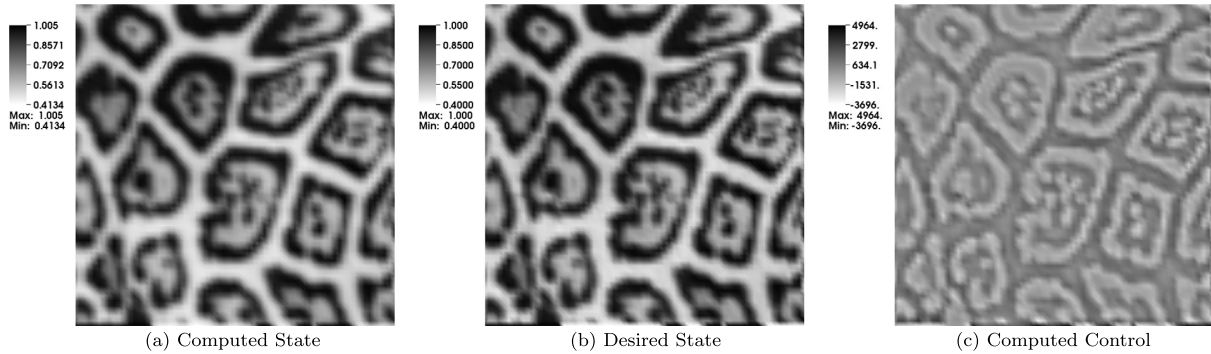 1.005
0.8571
0.7092
0.5613
0.4134
Max: 1.005
Min: 0.4134
1.000
0.8500
0.7000
0.5500
0.4000
Max: 1.000
Min: 0.4000
4964.
2799.
634.1
-1531.
-3696.
Max: 4964.
Min: -3696.
(a) Computed State
(b) Desired State
(c) Computed Control